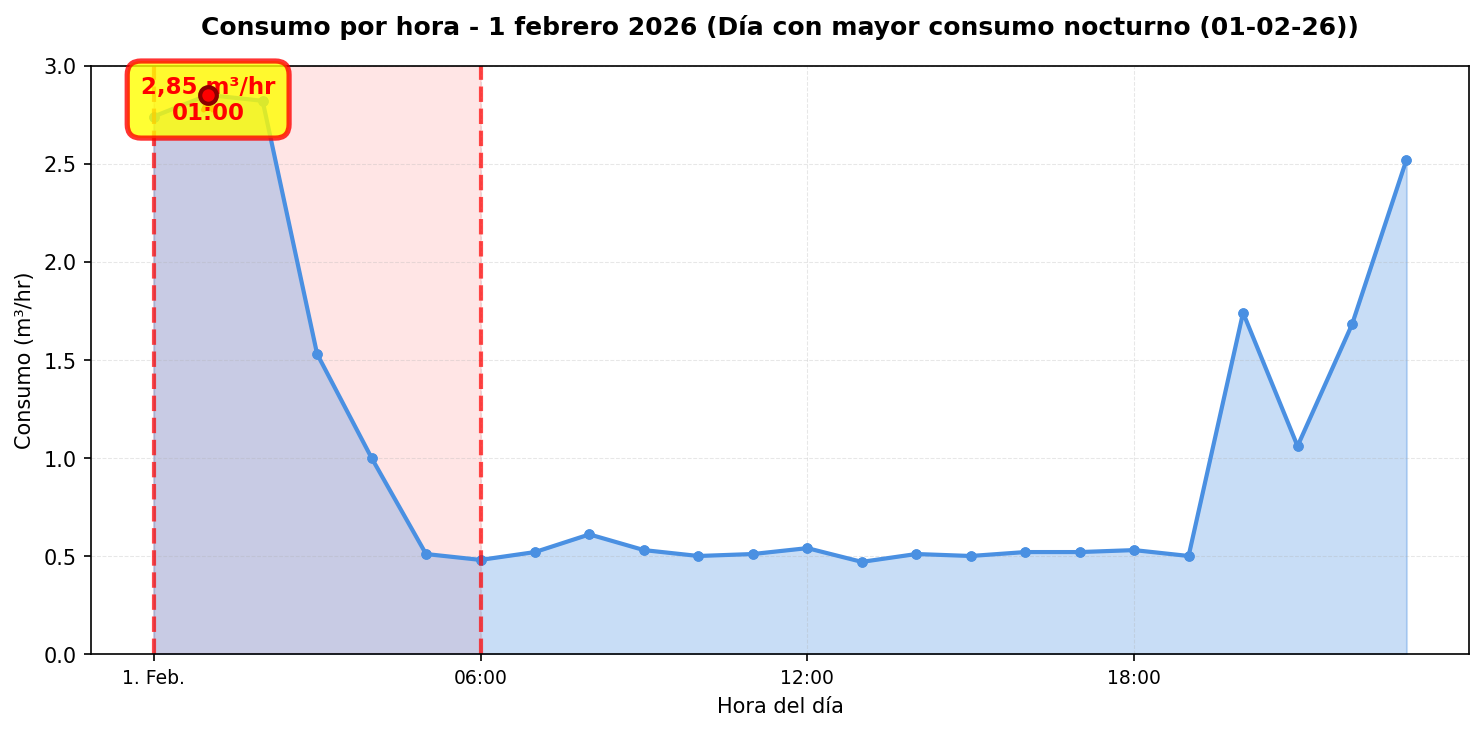 Consumo por hora - 1 febrero 2026 (Día con mayor consumo nocturno (01-02-26))
3.0
2.5
2.0
1.5
1.0
0.5
0.0
Consumo (m³/hr)
2,85 m³/hr
01:00
1. Feb.
06:00
12:00
18:00
Hora del día